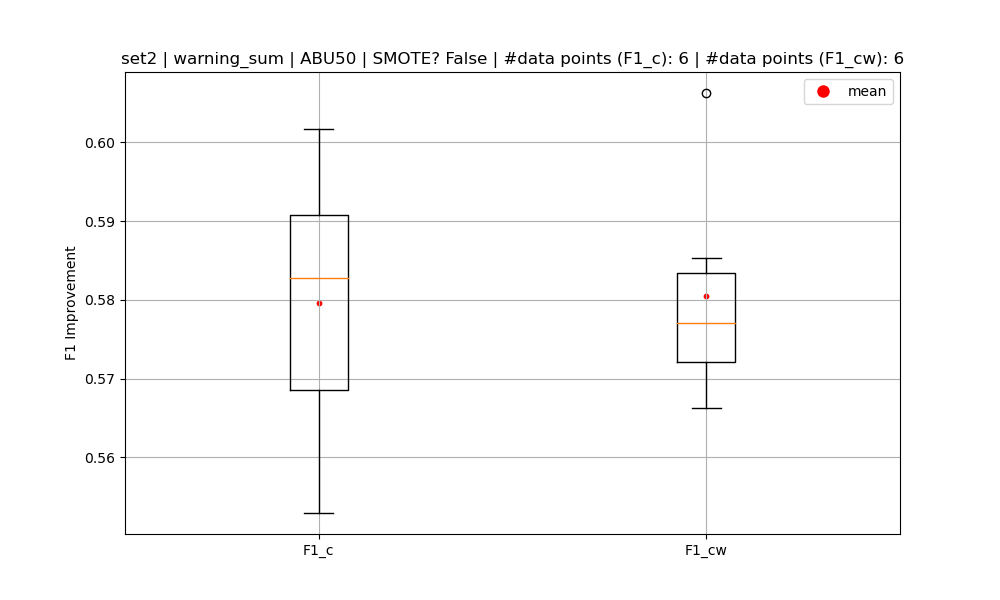 set2 | warning_sum | ABU50 | SMOTE? False | #data points (F1_c): 6 | #data points (F1_cw): 6
mean
0.60
0.59
0.58
0.57
0.56
F1 Improvement
F1_c
F1_cw